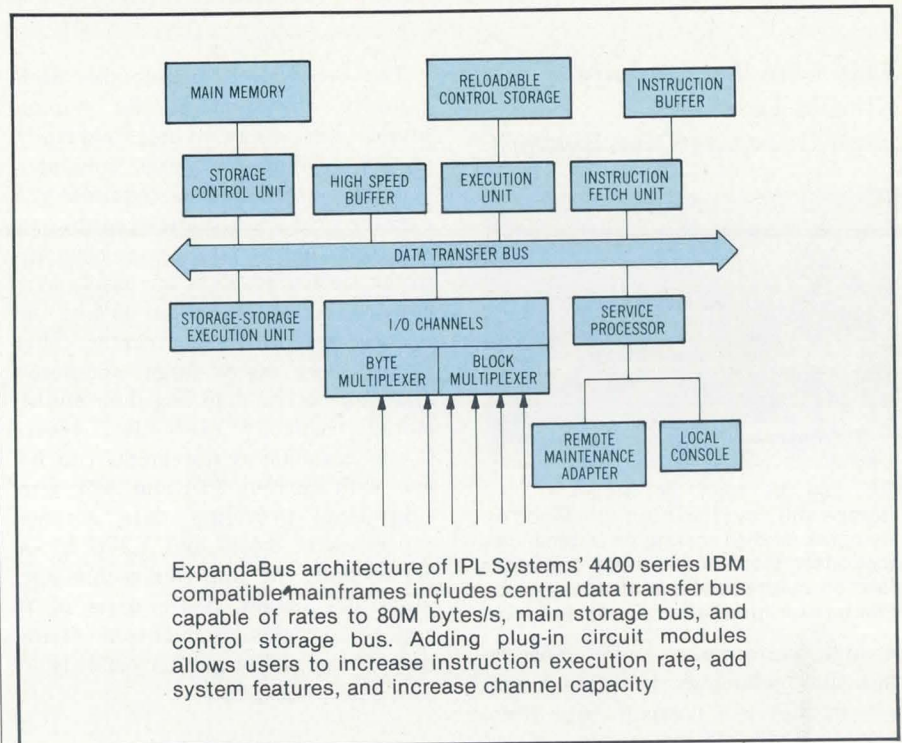 MAIN MEMORY
RELOADABLE
CONTROL STORAGE
INSTRUCTION
BUFFER
STORAGE
CONTROL UNIT
HIGH SPEED
BUFFER
EXECUTION
UNIT
INSTRUCTION
FETCH UNIT
DATA TRANSFER BUS
STORAGE-STORAGE
EXECUTION UNIT
I/O CHANNELS
BYTE
MULTIPLEXER
BLOCK
MULTIPLEXER
SERVICE
PROCESSOR
REMOTE
MAINTENANCE
ADAPTER
LOCAL
CONSOLE
ExpandaBus architecture of IPL Systems' 4400 series IBM
compatible mainframes includes central data transfer bus
capable of rates to 80M bytes/s, main storage bus, and
control storage bus. Adding plug-in circuit modules
allows users to increase instruction execution rate, add
system features, and increase channel capacity